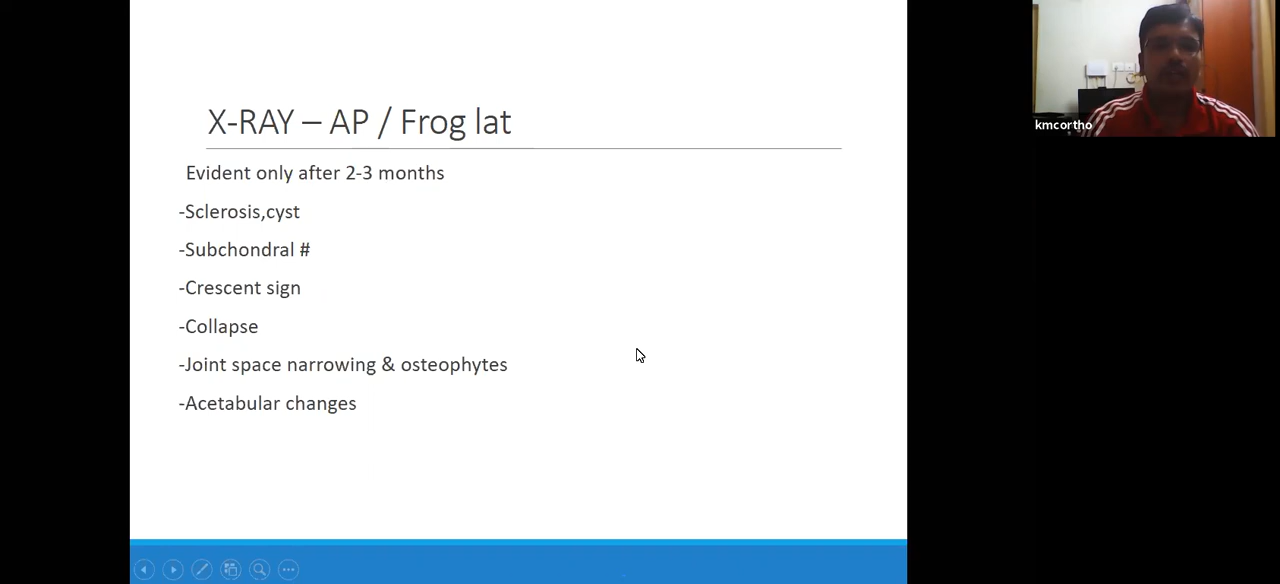 X-RAY – AP / Frog lat
Evident only after 2-3 months
-Sclerosis,cyst
-Subchondral #
-Crescent sign
-Collapse
-Joint space narrowing & osteophytes
-Acetabular changes
kmcortho